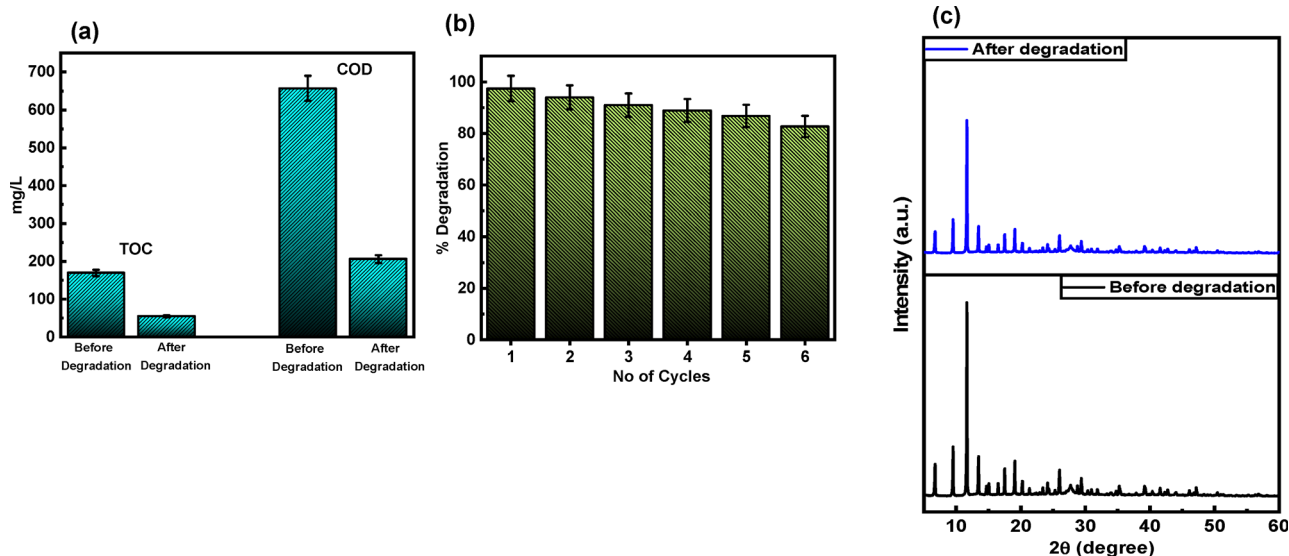 (a)
mg/L
700
600
500
400
300
200
100
0
TOC
COD
Before
Degradation
After
Degradation
Before
Degradation
After
Degradation
(b)
% Degradation
100
80
60
40
20
0
1 2 3 4 5 6
No of Cycles
(c)
Intensity (a.u.)
After degradation
Before degradation
10 20 30 40 50 60
2θ (degree)